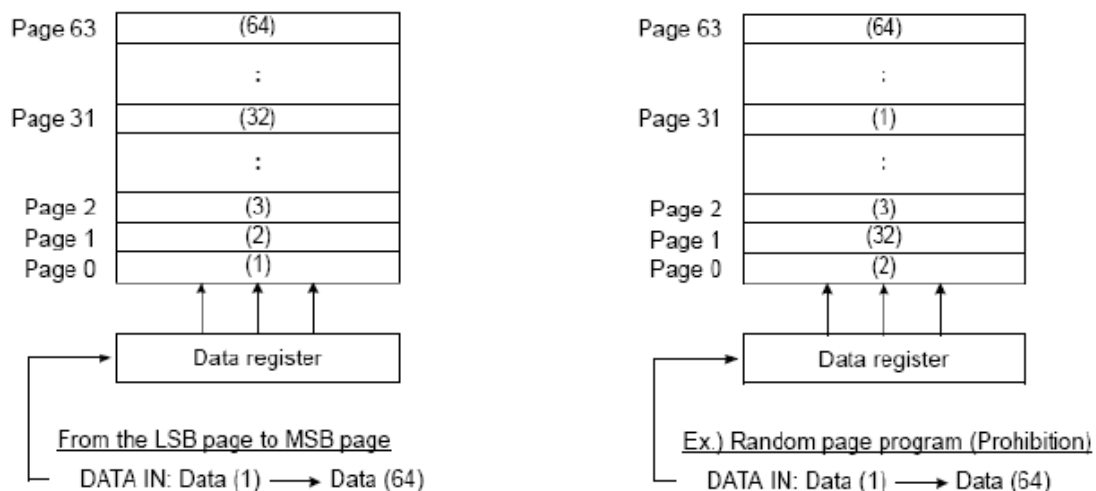 Page 63 (64)
:
Page 31 (32)
:
Page 2 (3)
Page 1 (2)
Page 0 (1)
Data register
From the LSB page to MSB page
DATA IN: Data (1) → Data (64)
Page 63 (64)
:
Page 31 (1)
:
Page 2 (3)
Page 1 (32)
Page 0 (2)
Data register
Ex.) Random page program (Prohibition)
DATA IN: Data (1) → Data (64)